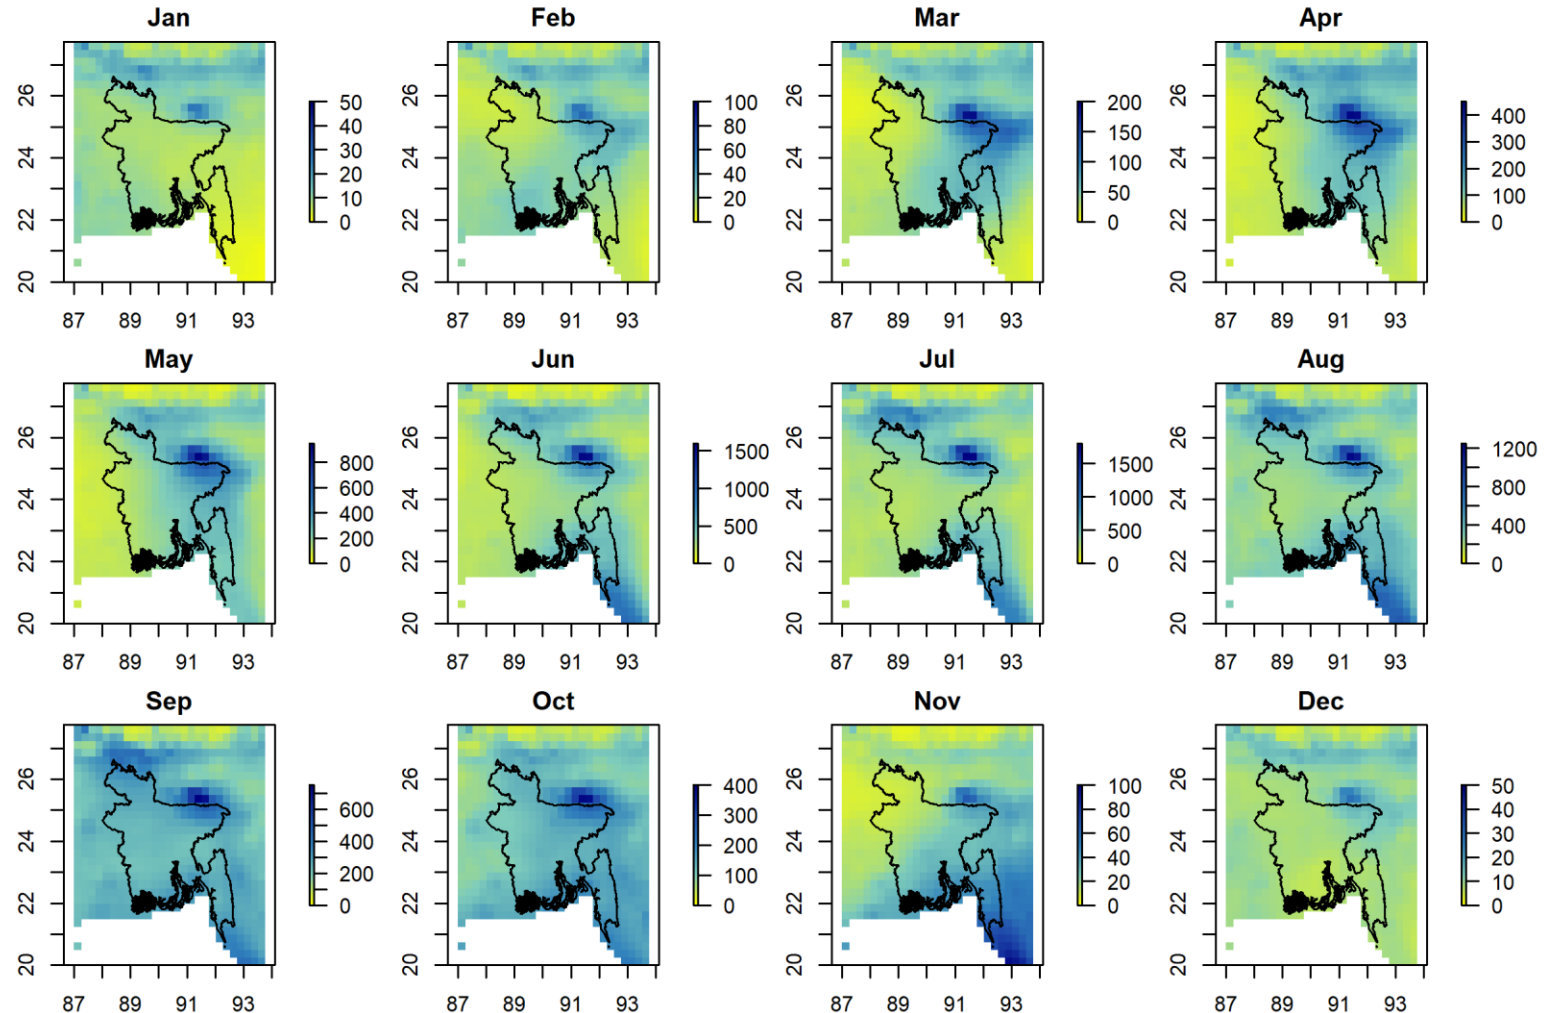 Jan Feb Mar Apr
26 50 26 100 26 200 26 400
24 40 24 80 24 150 24 300
22 30 22 60 22 100 22 200
20 20 20 40 20 50 20 100
10 20 0 0
0 0
87 89 91 93 87 89 91 93 87 89 91 93 87 89 91 93
May Jun Jul Aug
26 800 26 1500 26 1500 26 1200
24 600 24 1000 24 1000 24 800
22 400 22 500 22 500 22 400
20 200 20 0 20 0 20 0
0
87 89 91 93 87 89 91 93 87 89 91 93 87 89 91 93
Sep Oct Nov Dec
26 600 26 400 26 100 26 50
24 400 24 300 24 80 24 40
22 200 22 200 22 60 22 30
20 0 20 100 20 40 20 20
0 20 10
0 0
87 89 91 93 87 89 91 93 87 89 91 93 87 89 91 93